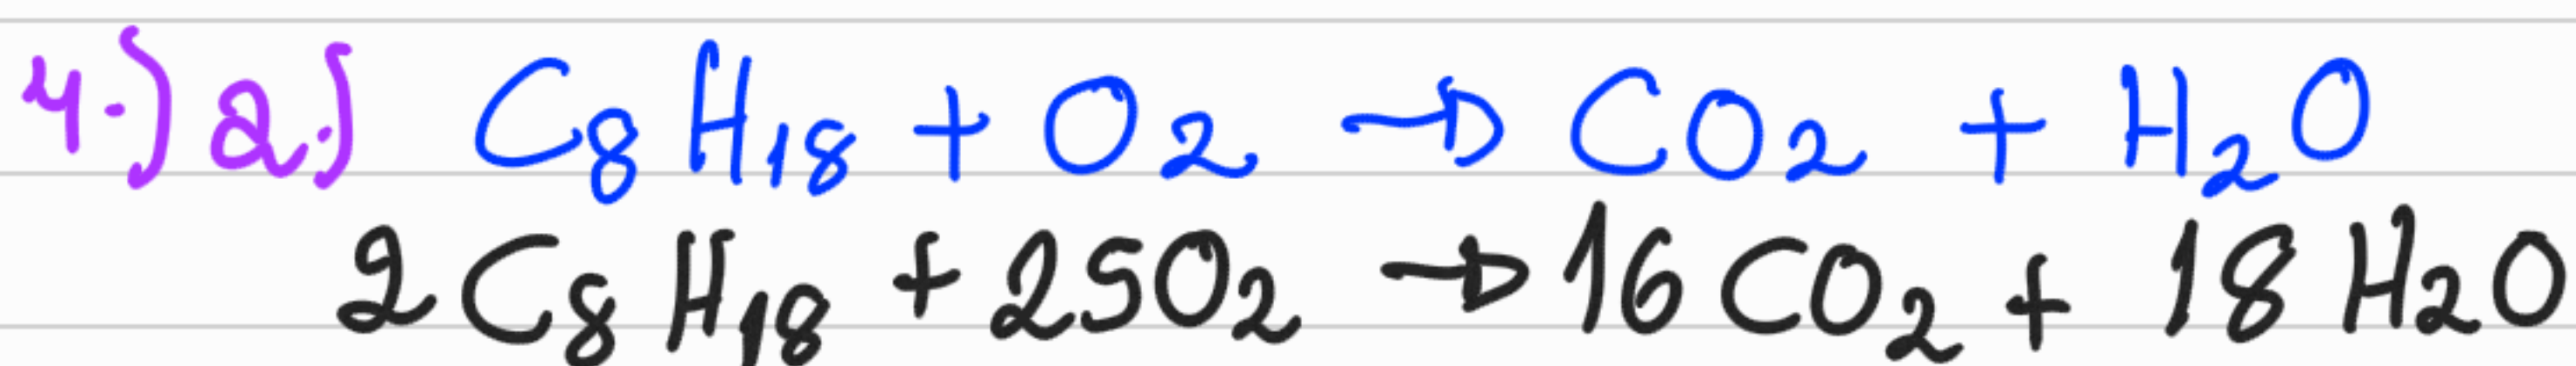 4.) a.) C₈H₁₈ + O₂ → CO₂ + H₂O
2C₈H₁₈ + 25O₂ → 16CO₂ + 18H₂O